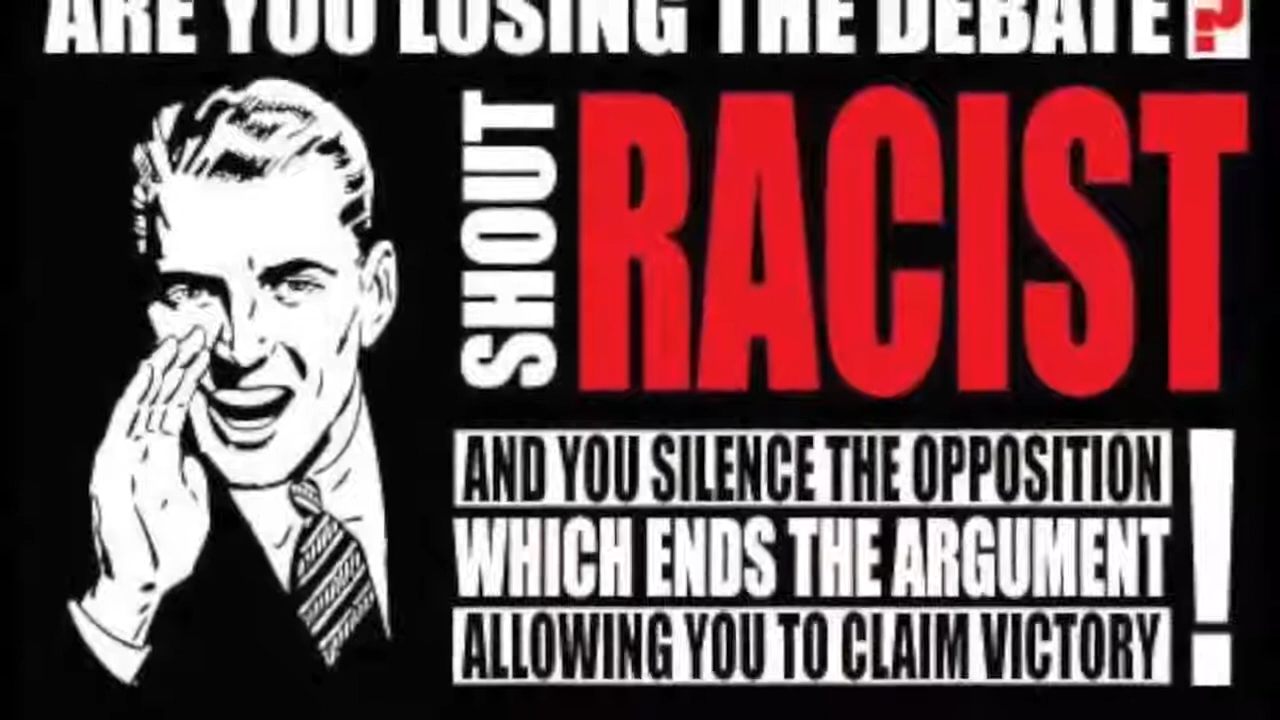 ARE YOU LOSING THE DEBATE?
SHOUT
RACIST
AND YOU SILENCE THE OPPOSITION
WHICH ENDS THE ARGUMENT
ALLOWING YOU TO CLAIM VICTORY!